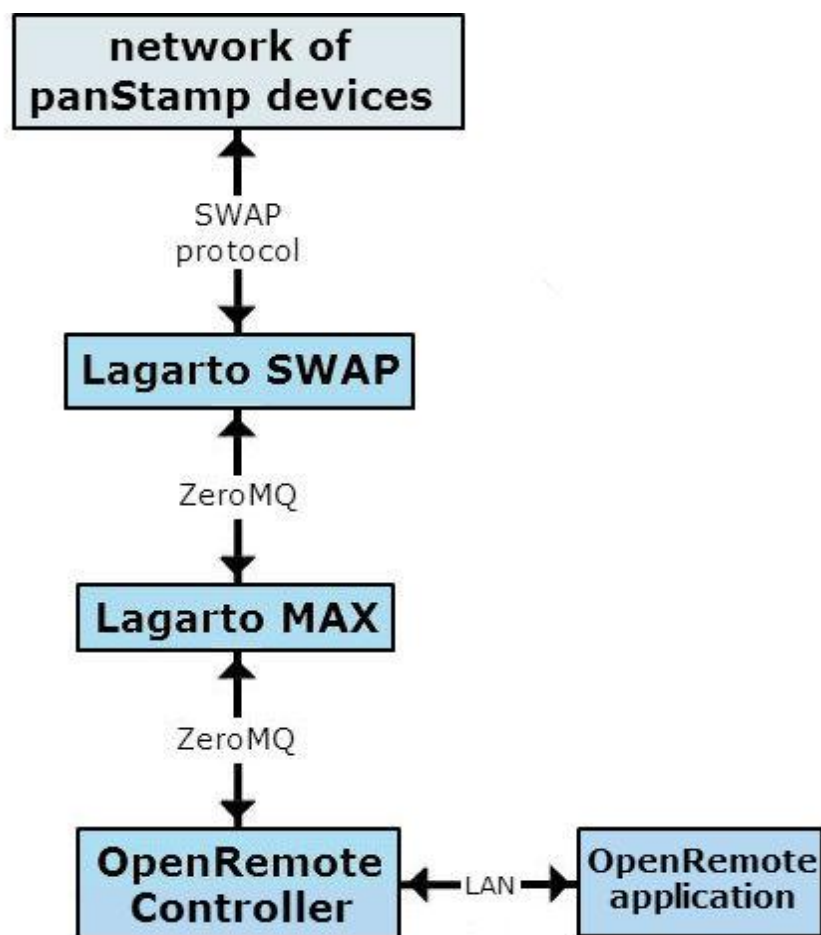 network of
panStamp devices
SWAP
protocol
Lagarto SWAP
ZeroMQ
Lagarto MAX
ZeroMQ
OpenRemote
Controller
LAN
OpenRemote
application